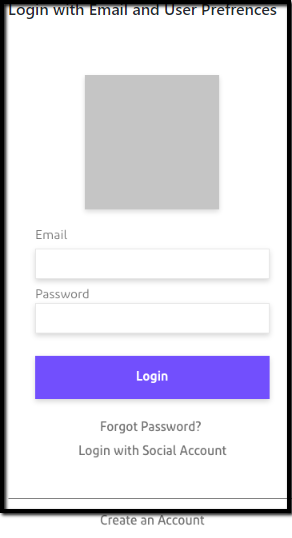 Login with Email and User Prefrences
Email
Password
Login
Forgot Password?
Login with Social Account
Create an Account